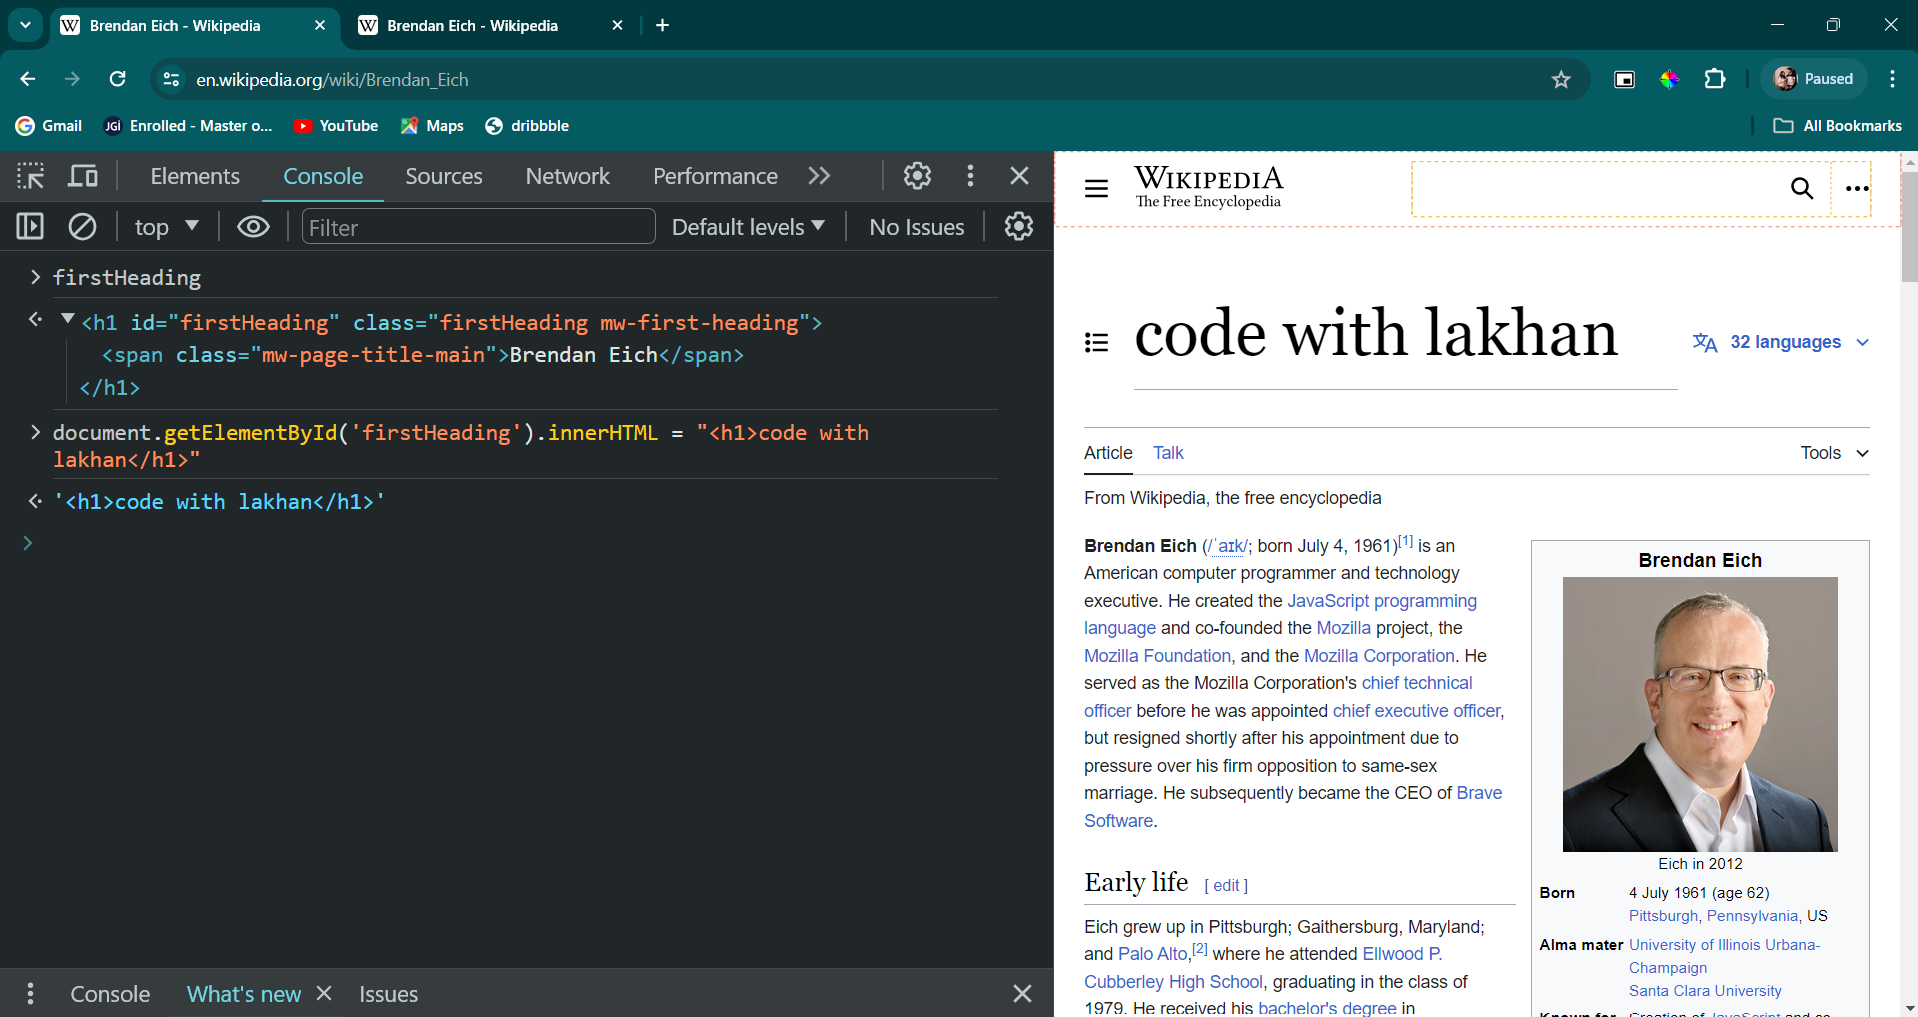 Brendan Eich - Wikipedia
Brendan Eich - Wikipedia
en.wikipedia.org/wiki/Brendan_Eich
Paused
Gmail
Enrolled - Master o...
YouTube
Maps
dribbble
All Bookmarks
Elements Console Sources Network Performance
top
Filter
Default levels
No Issues
firstHeading
<h1 id="firstHeading" class="firstHeading mw-first-heading">
<span class="mw-page-title-main">Brendan Eich</span>
</h1>
document.getElementById('firstHeading').innerHTML = "<h1>code with
lakhan</h1>"
'<h1>code with lakhan</h1>'
Console What's new Issues
WIKIPEDIA
The Free Encyclopedia
code with lakhan
32 languages
Article Talk
Tools
From Wikipedia, the free encyclopedia
Brendan Eich (/ˈaɪk/; born July 4, 1961)[1] is an
American computer programmer and technology
executive. He created the JavaScript programming
language and co-founded the Mozilla project, the
Mozilla Foundation, and the Mozilla Corporation. He
served as the Mozilla Corporation's chief technical
officer before he was appointed chief executive officer,
but resigned shortly after his appointment due to
pressure over his firm opposition to same-sex
marriage. He subsequently became the CEO of Brave
Software.
Early life [ edit ]
Eich grew up in Pittsburgh; Gaithersburg, Maryland;
and Palo Alto,[2] where he attended Ellwood P.
Cubberley High School, graduating in the class of
1979. He received his bachelor's degree in
Brendan Eich
Eich in 2012
Born 4 July 1961 (age 62)
Pittsburgh, Pennsylvania, US
Alma mater University of Illinois Urbana-
Champaign
Santa Clara University
Known for Creation of JavaScript and co-